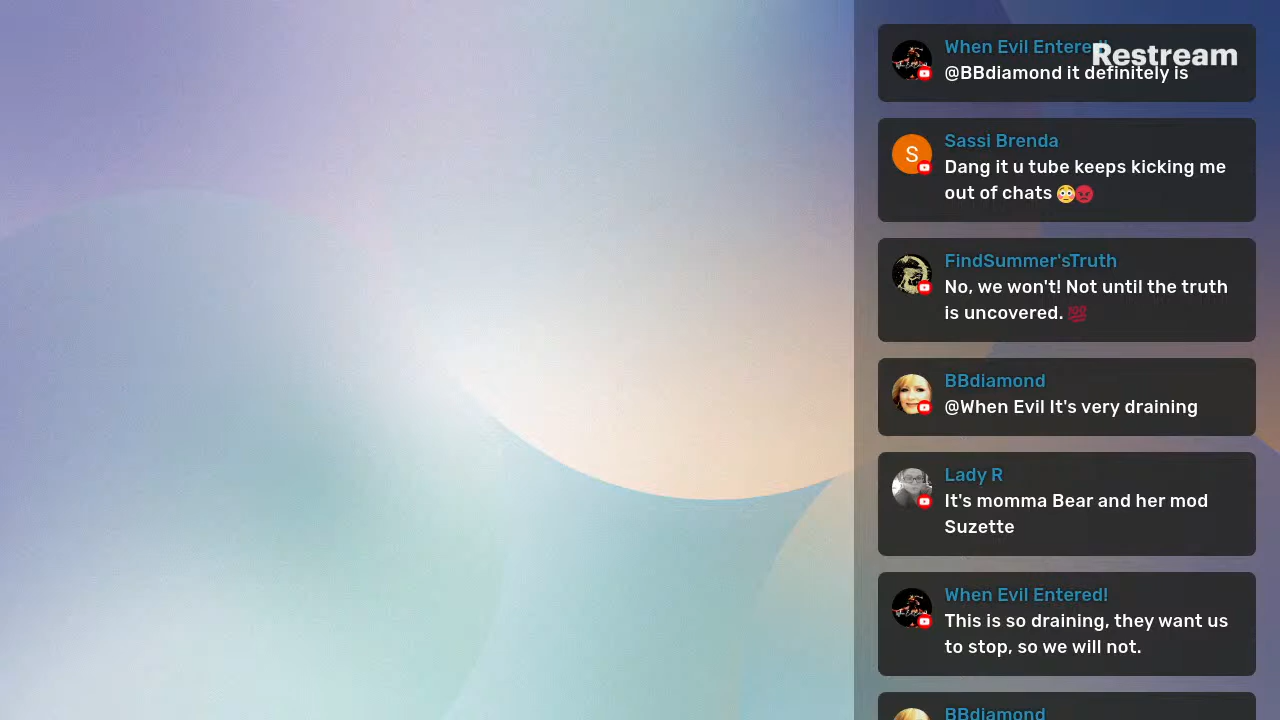 When Evil Entered!
Restream
@BBdiamond it definitely is
S
Sassi Brenda
Dang it u tube keeps kicking me
out of chats 😳😡
FindSummer'sTruth
No, we won't! Not until the truth
is uncovered. 💯
BBdiamond
@When Evil It's very draining
Lady R
It's momma Bear and her mod
Suzette
When Evil Entered!
This is so draining, they want us
to stop, so we will not.
BBdiamond